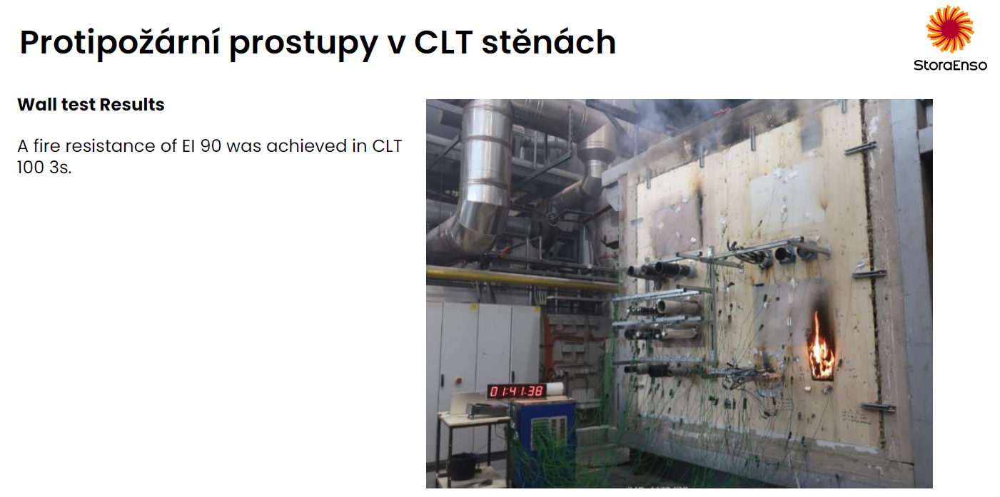 Protipožární prostupy v CLT stěnách
StoraEnso
Wall test Results
A fire resistance of EI 90 was achieved in CLT
100 3s.
01:41:38